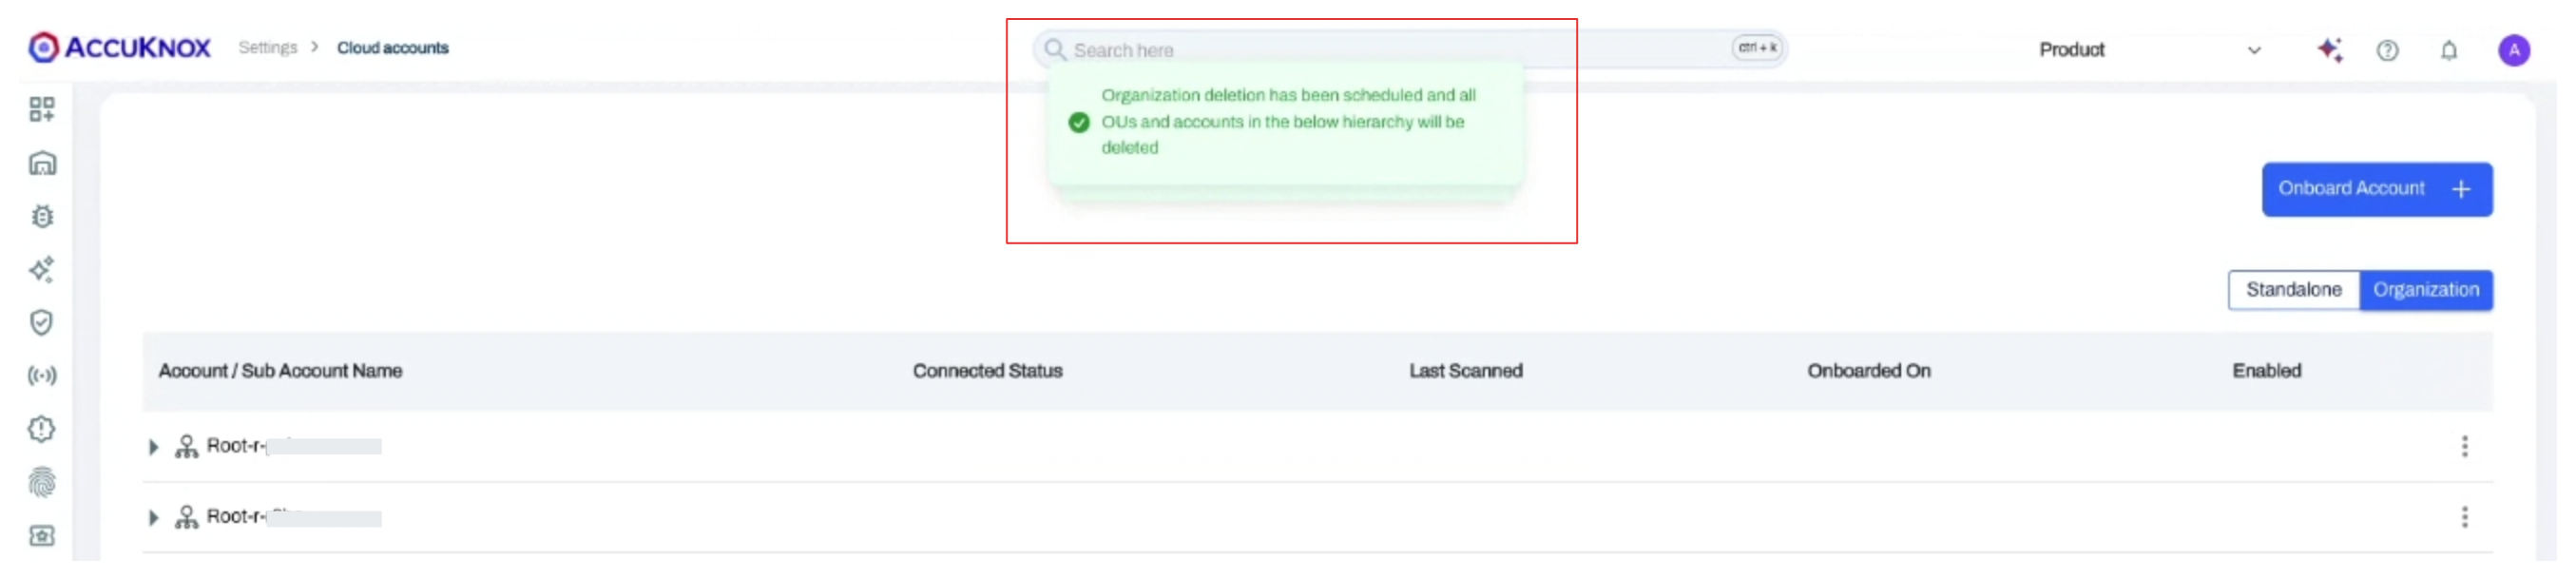 ACCUKNOX
Settings > Cloud accounts
Search here
ctrl + k
Product
A
Organization deletion has been scheduled and all
OUs and accounts in the below hierarchy will be
deleted
Onboard Account +
Standalone
Organization
Account / Sub Account Name
Connected Status
Last Scanned
Onboarded On
Enabled
Root-r-
Root-r-